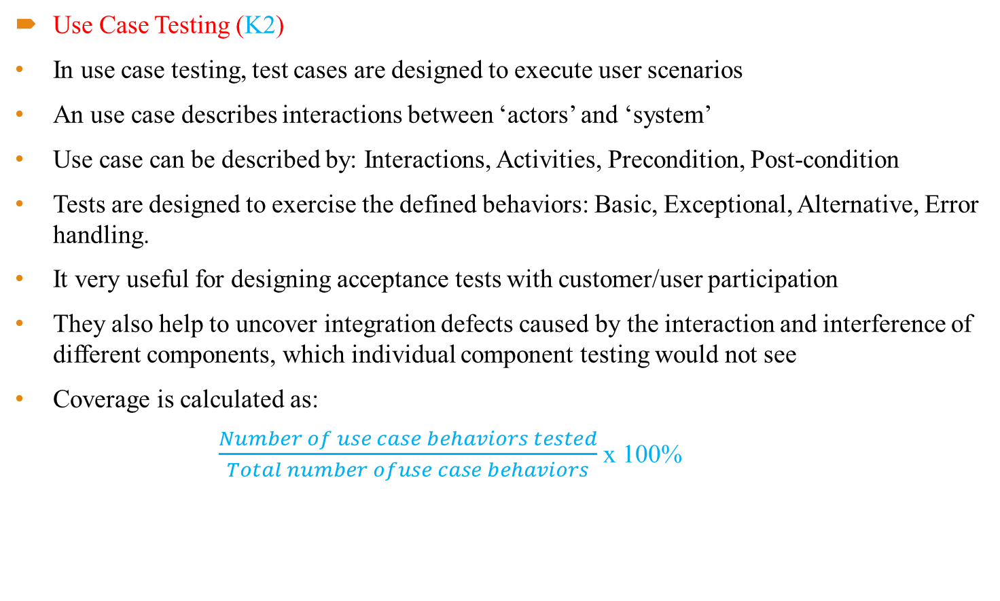 Use Case Testing (K2)
• In use case testing, test cases are designed to execute user scenarios
• An use case describes interactions between ‘actors’ and ‘system’
• Use case can be described by: Interactions, Activities, Precondition, Post-condition
• Tests are designed to exercise the defined behaviors: Basic, Exceptional, Alternative, Error
handling.
• It very useful for designing acceptance tests with customer/user participation
• They also help to uncover integration defects caused by the interaction and interference of
different components, which individual component testing would not see
• Coverage is calculated as:
Number of use case behaviors tested
Total number of use case behaviors
x 100%